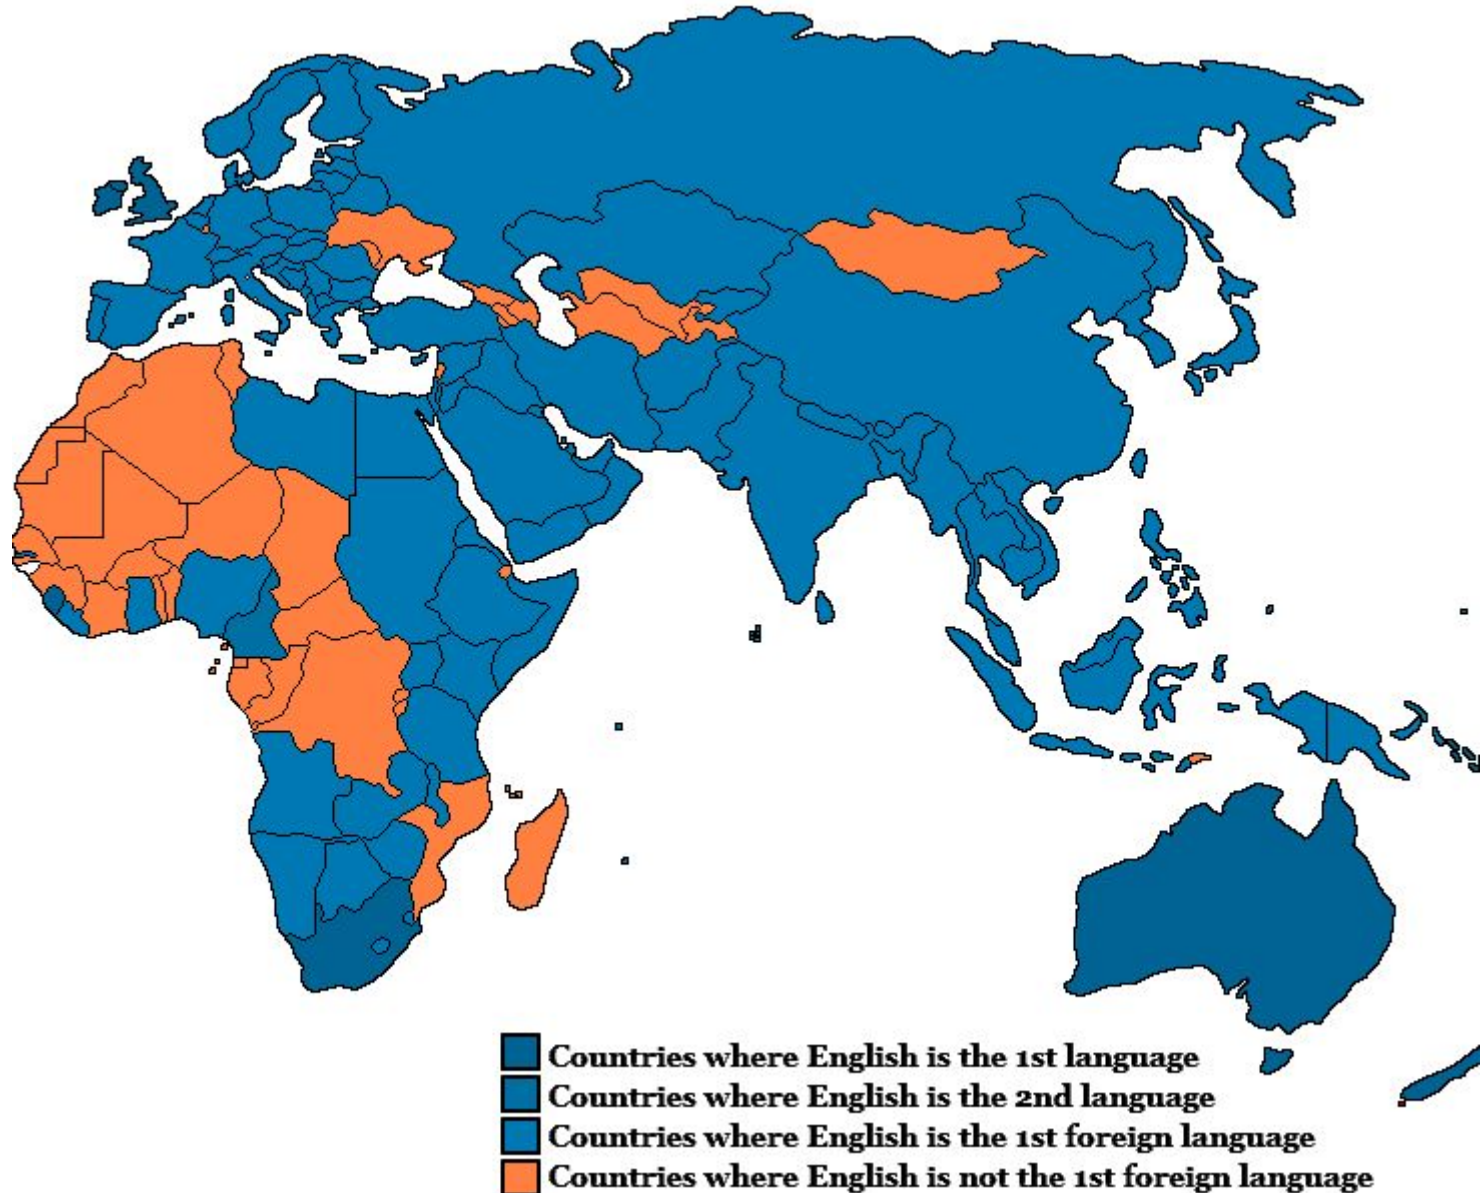 Countries where English is the 1st language
Countries where English is the 2nd language
Countries where English is the 1st foreign language
Countries where English is not the 1st foreign language